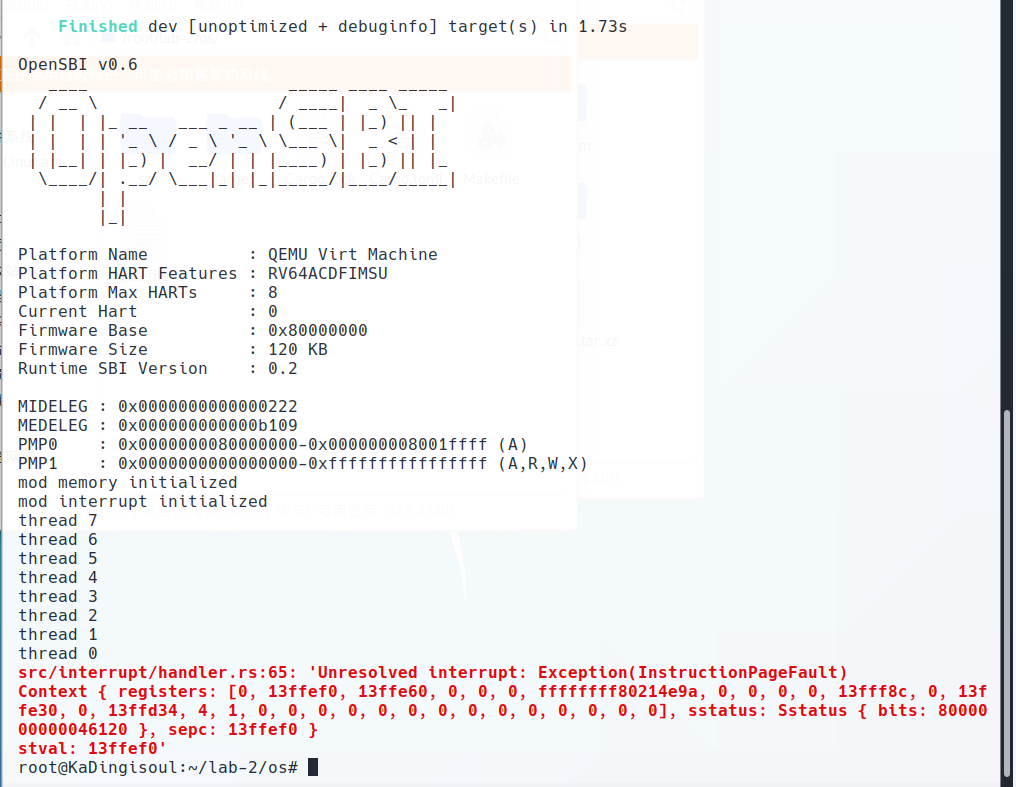 Finished dev [unoptimized + debuginfo] target(s) in 1.73s
OpenSBI v0.6
   ____                    _____ ____ _____
  / __ \                  / ____|  _ \_   _|
 | |  | |_ __   ___ _ __ | (___ | |_) || |
 | |  | | '_ \ / _ \ '_ \ \___ \|  _ < | |
 | |__| | |_) |  __/ | | |____) | |_) || |_
  \____/| .__/ \___|_| |_|_____/|____/_____|
        | |
        |_|
Makefile
.tar.xz
Platform Name          : QEMU Virt Machine
Platform HART Features : RV64ACDFIMSU
Platform Max HARTs     : 8
Current Hart           : 0
Firmware Base          : 0x80000000
Firmware Size          : 120 KB
Runtime SBI Version    : 0.2
MIDELEG : 0x0000000000000222
MEDELEG : 0x000000000000b109
PMP0    : 0x0000000080000000-0x000000008001ffff (A)
PMP1    : 0x0000000000000000-0xffffffffffffffff (A,R,W,X)
mod memory initialized
mod interrupt initialized
thread 7
thread 6
thread 5
thread 4
thread 3
thread 2
thread 1
thread 0
src/interrupt/handler.rs:65: 'Unresolved interrupt: Exception(InstructionPageFault)
Context { registers: [0, 13ffef0, 13ffe60, 0, 0, 0, ffffffff80214e9a, 0, 0, 0, 0, 13fff8c, 0, 13f
fe30, 0, 13ffd34, 4, 1, 0, 0, 0, 0, 0, 0, 0, 0, 0, 0, 0, 0, 0, 0], sstatus: Sstatus { bits: 80000
00000046120 }, sepc: 13ffef0 }
stval: 13ffef0'
root@KaDingisoul:~/lab-2/os#